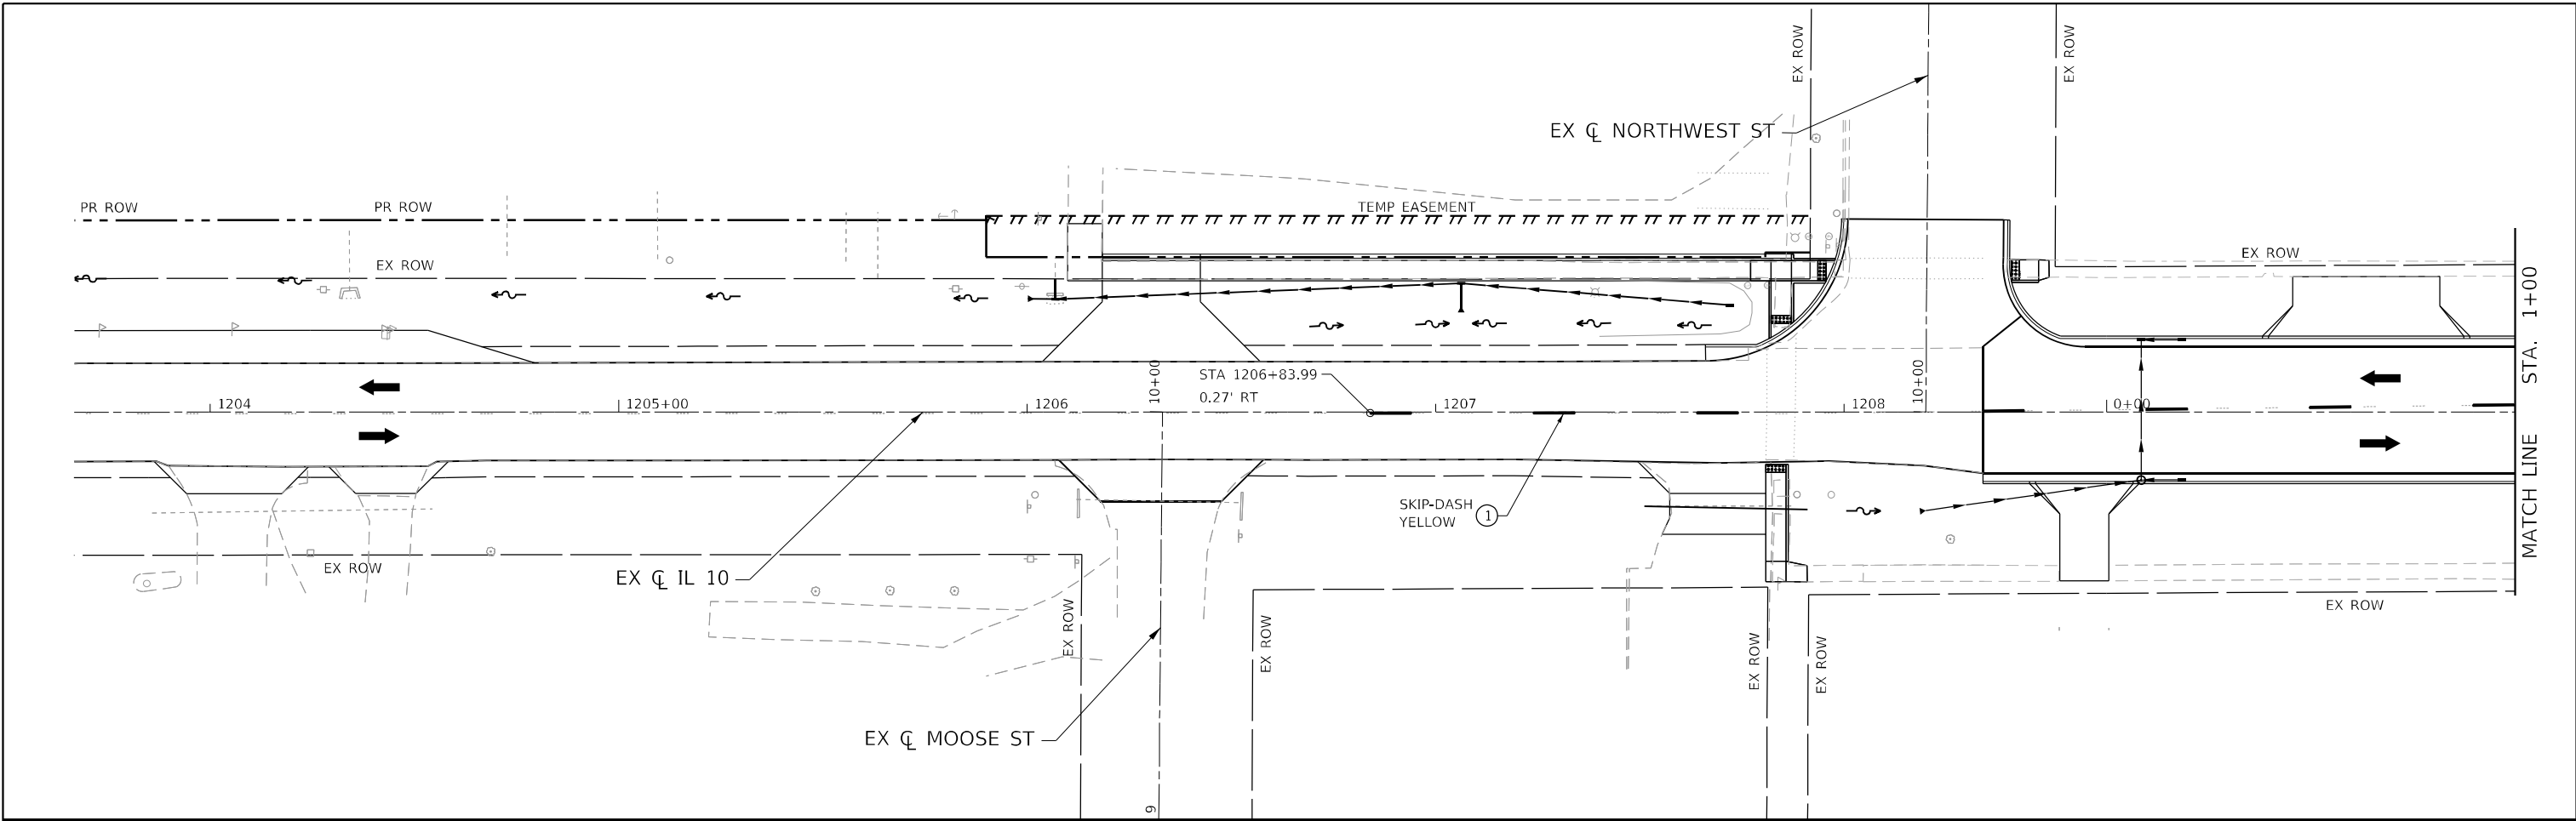 EX ROW
EX ROW
EX ℄ NORTHWEST ST
PR ROW
PR ROW
TEMP EASEMENT
EX ROW
EX ROW
STA 1206+83.99
0.27' RT
10+00
10+00
1204
1205+00
1206
1207
1208
0+00
MATCH LINE STA. 1+00
SKIP-DASH
YELLOW
1
EX ROW
EX ℄ IL 10
EX ROW
EX ROW
EX ROW
EX ROW
EX ROW
EX ℄ MOOSE ST
9